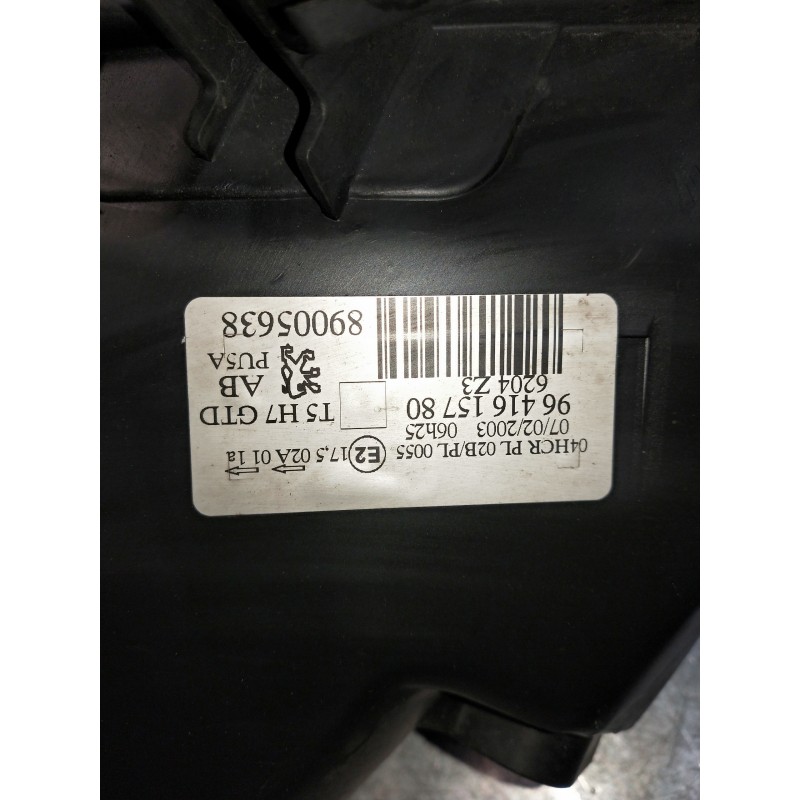 04HCR PL 02B/PL 0055 E2 17,5 02A 01 1a
07/02/2003 06h25
96 416 157 80 T5 H7 GTD
6204 Z3 AB
PU5A
89005638